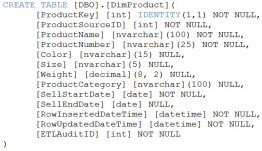 CREATE TABLE [DBO].[DimProduct](
[ProductKey] [int] IDENTITY(1,1) NOT NULL,
[ProductSourceID] [int] NOT NULL,
[ProductName] [nvarchar](100) NOT NULL,
[ProductNumber] [nvarchar](25) NOT NULL,
[Color] [nvarchar](15) NULL,
[Size] [nvarchar](5) NULL,
[Weight] [decimal](8, 2) NULL,
[ProductCategory] [nvarchar](100) NULL,
[SellStartDate] [date] NOT NULL,
[SellEndDate] [date] NULL,
[RowInsertedDateTime] [datetime] NOT NULL,
[RowUpdatedDateTime] [datetime] NOT NULL,
[ETLAuditID] [int] NOT NULL
)